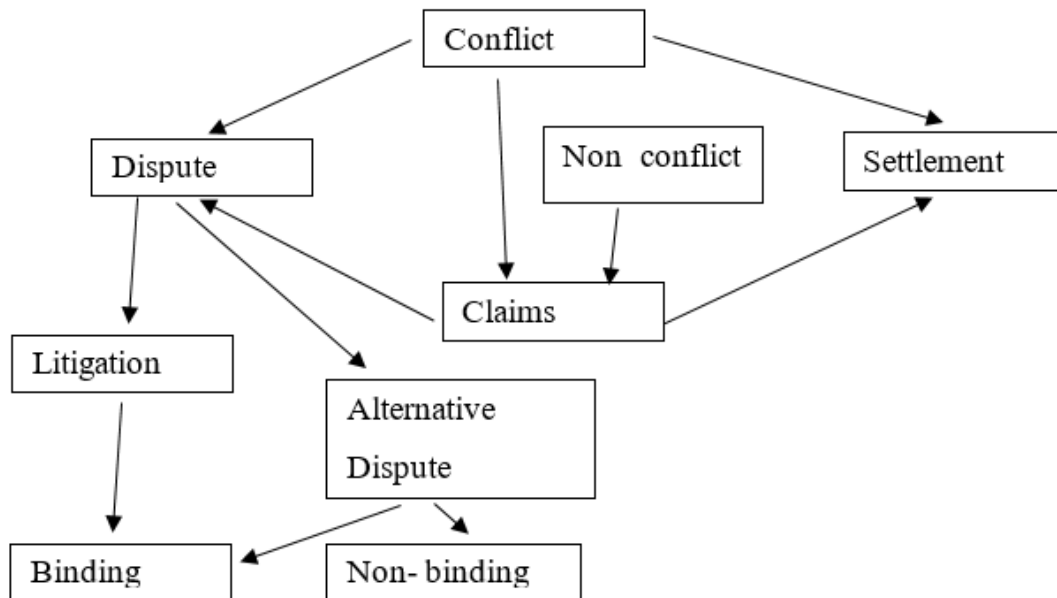 Conflict
Dispute
Non conflict
Settlement
Claims
Litigation
Alternative
Dispute
Binding
Non- binding